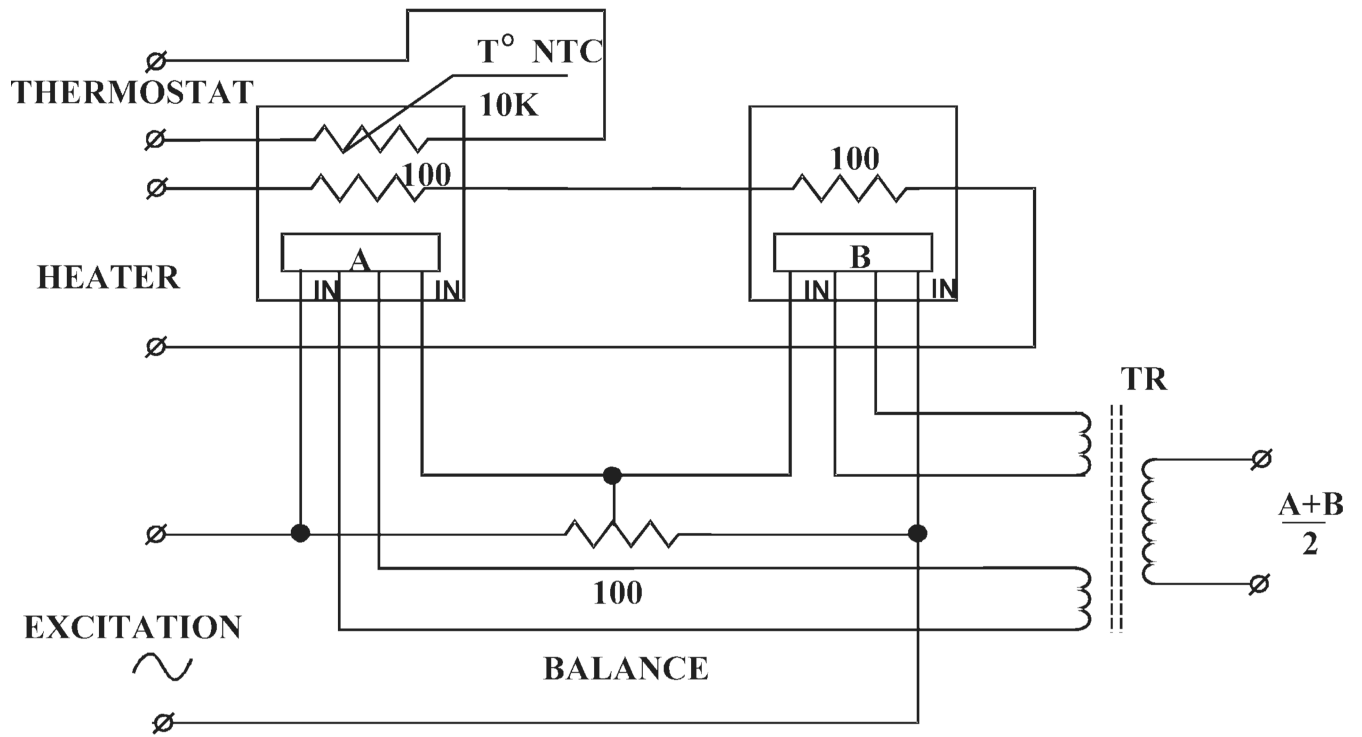 T° NTC
THERMOSTAT
10K
100
100
A
B
HEATER
IN
IN
IN
IN
TR
A+B
2
100
EXCITATION
BALANCE